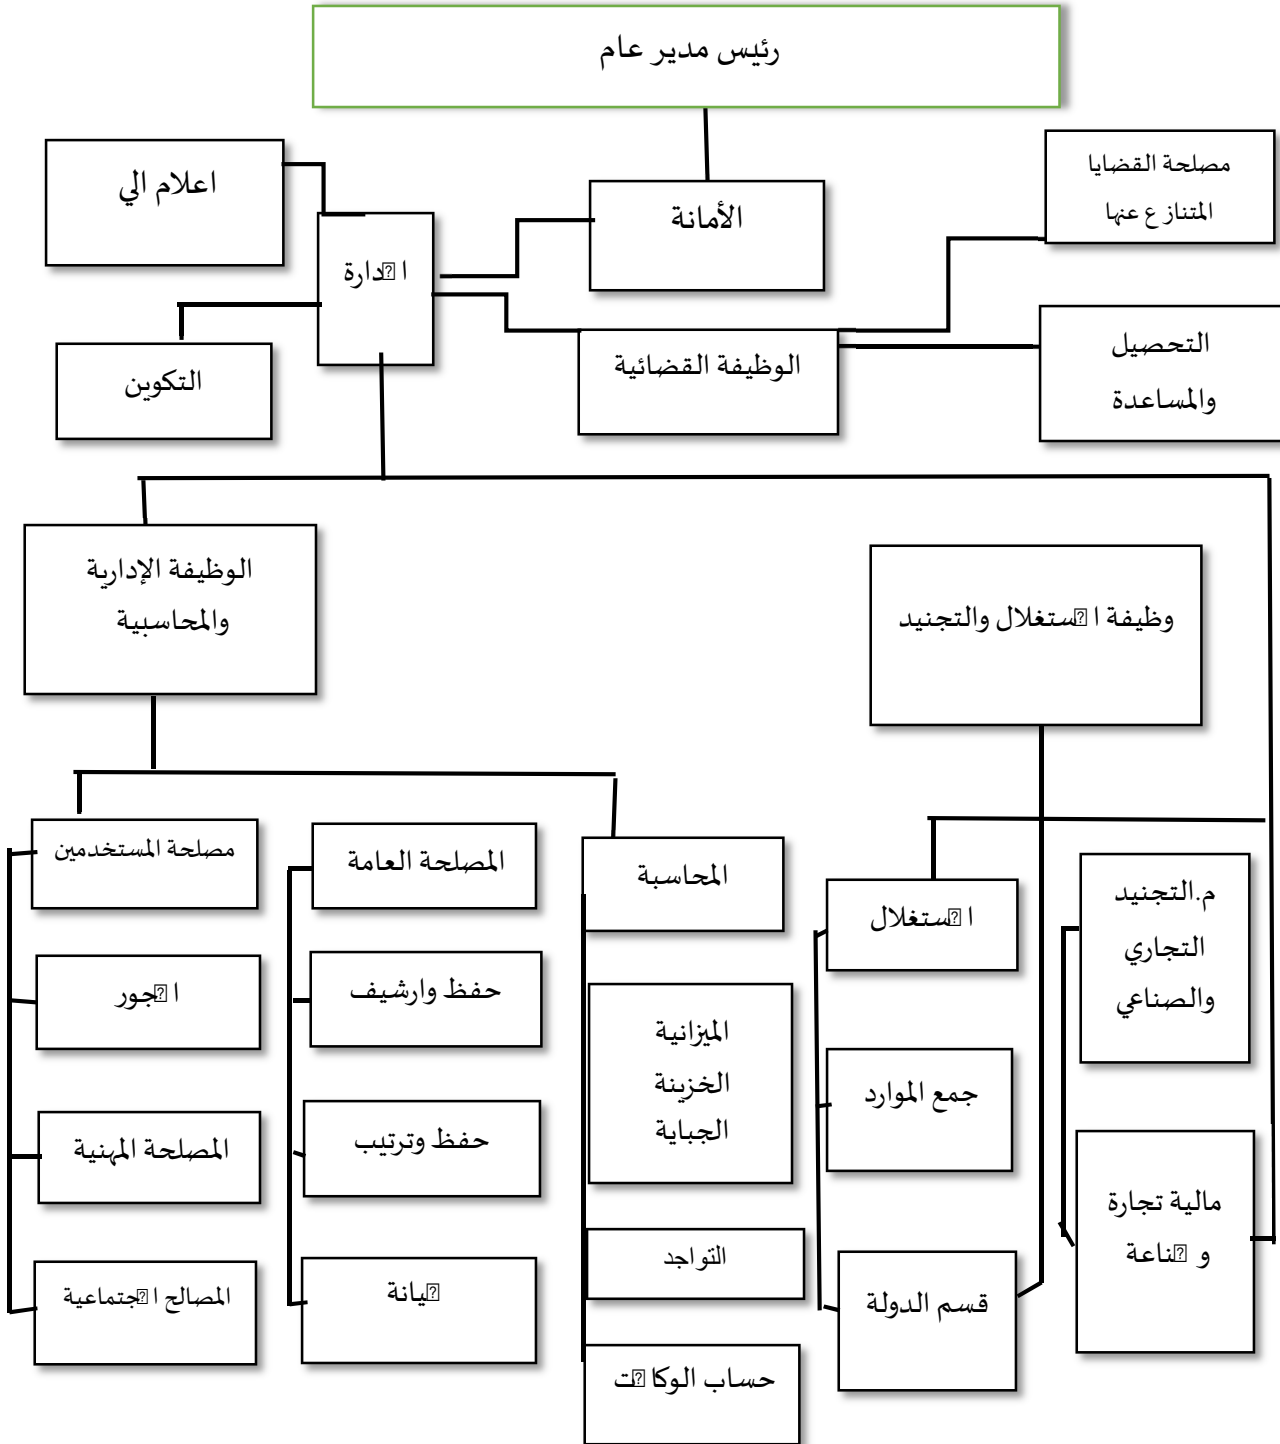 رئيس مدير عام
مصلحة القضايا
المتنازع عنها
الأمانة
اعلام الي
ا�دارة
الوظيفة القضائية
التحصيل
والمساعدة
التكوين
وظيفة ا�ستغلال والتجنيد
الوظيفة الإدارية
والمحاسبية
م.التجنيد
التجاري
والصناعي
ا�ستغلال
المحاسبة
المصلحة العامة
مصلحة المستخدمين
جمع الموارد
الميزانية
الخزينة
الجباية
حفظ وارشيف
ا�جور
مالية تجارة
و �ناعة
قسم الدولة
التواجد
حفظ وترتيب
المصلحة المهنية
حساب الوكا�ت
�يانة
المصالح ا�جتماعية